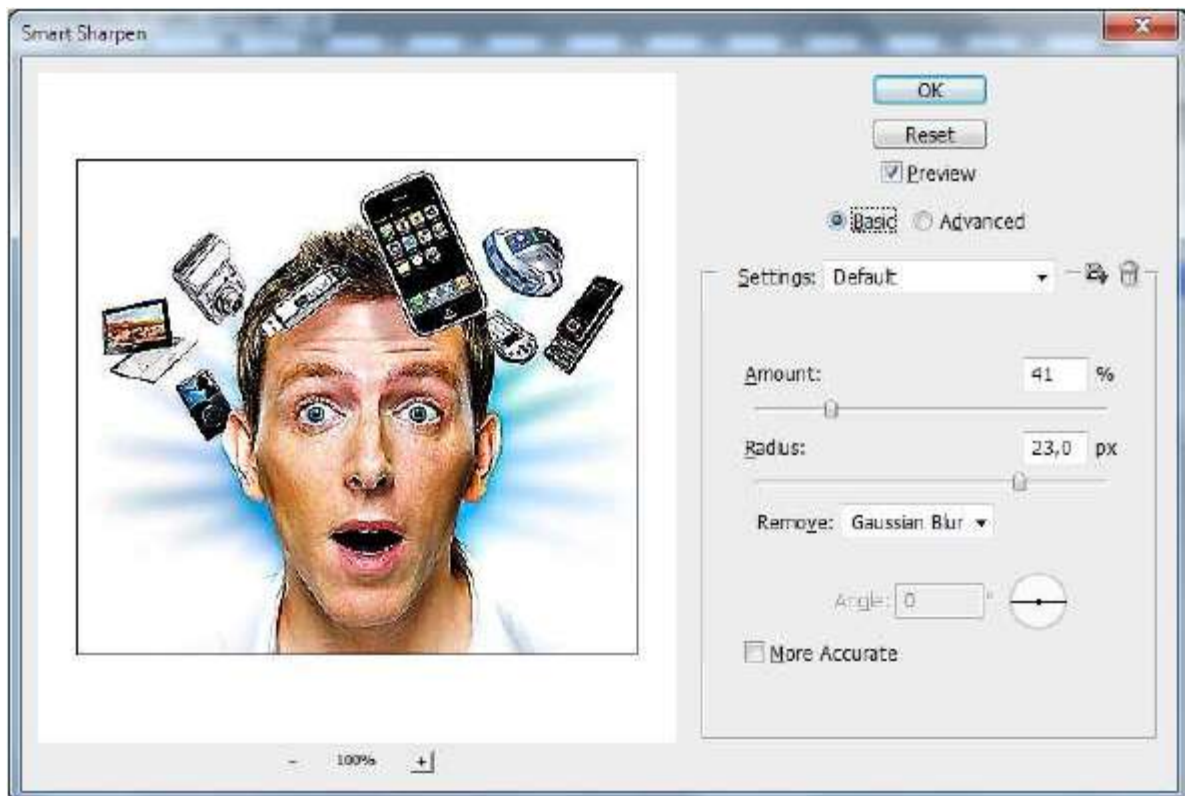 Smart Sharpen
OK
Reset
Preview
Basic
Advanced
Settings: Default
Amount: 41 %
Radius: 23,0 px
Remove: Gaussian Blur
Angle: 0 °
More Accurate
- 100% +